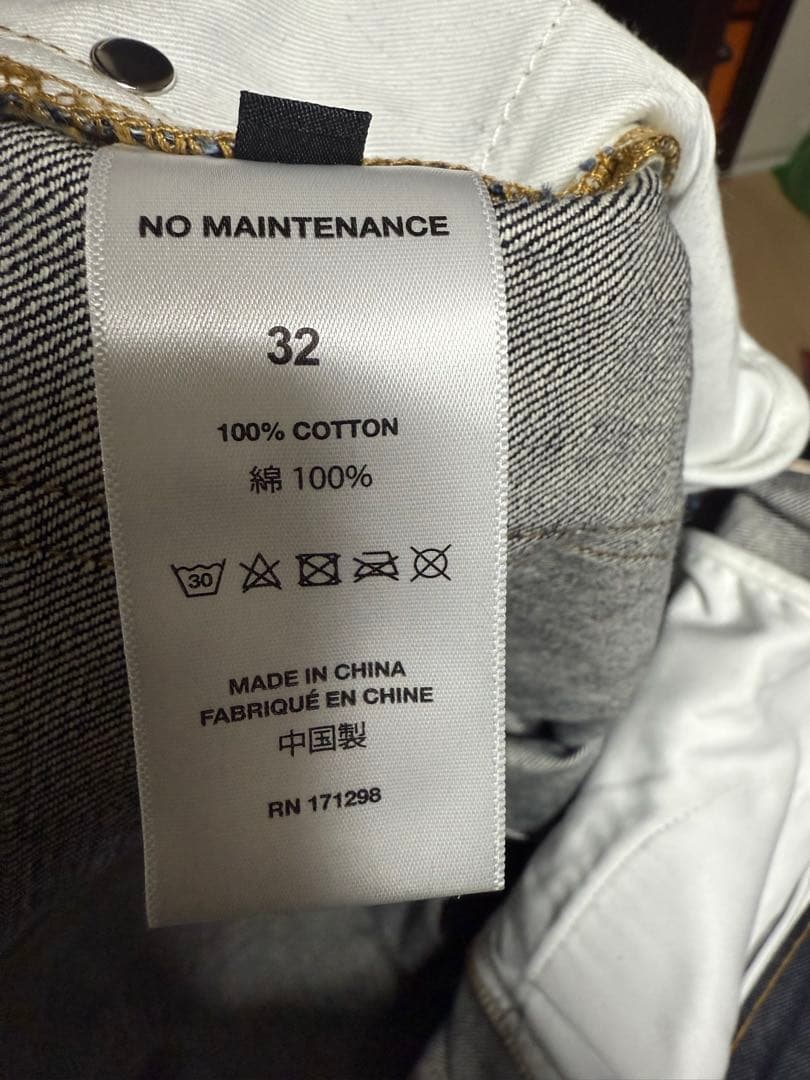 NO MAINTENANCE
32
100% COTTON
綿 100%
30
MADE IN CHINA
FABRIQUÉ EN CHINE
中国製
RN 171298